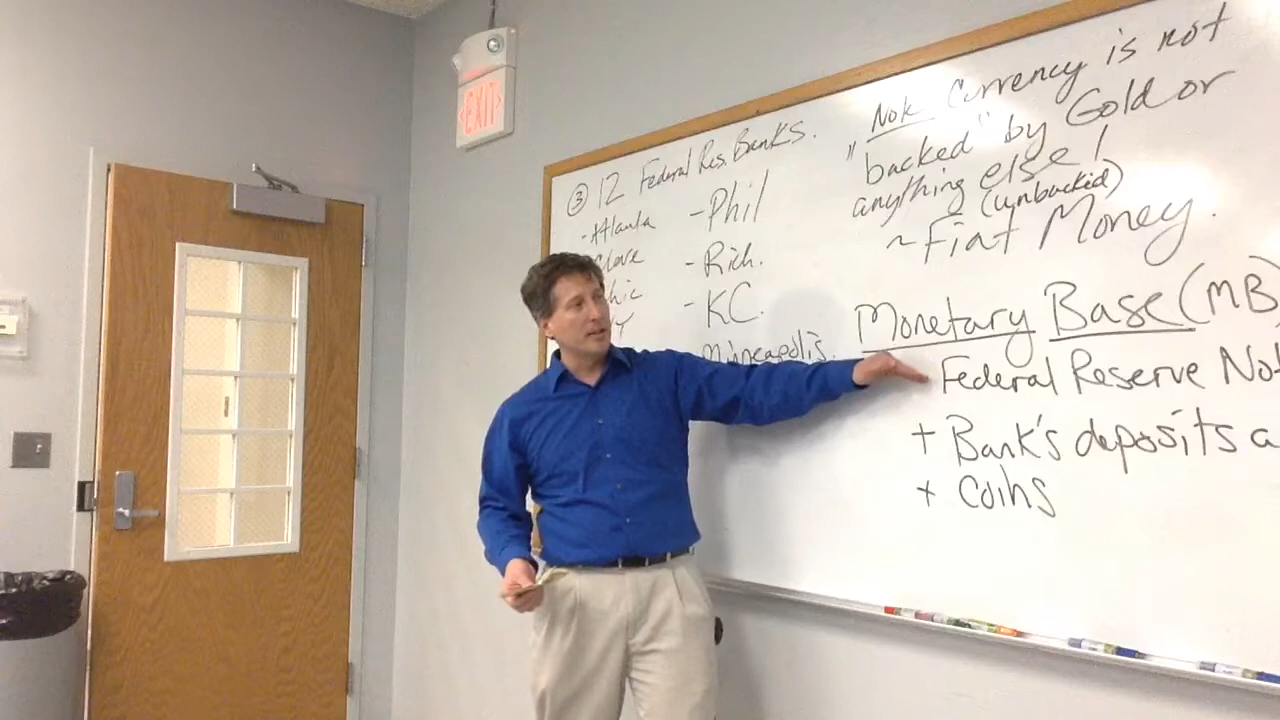 EXIT
③ 12 Federal Res. Banks.
- Atlanta
- Phil
- Rich.
- KC.
Minneapolis.
Note Currency is not
"backed" by Gold or
anything else!
(unbacked)
~ Fiat Money.
Monetary Base (MB)
Federal Reserve Not
+ Bank's deposits a
+ Coins